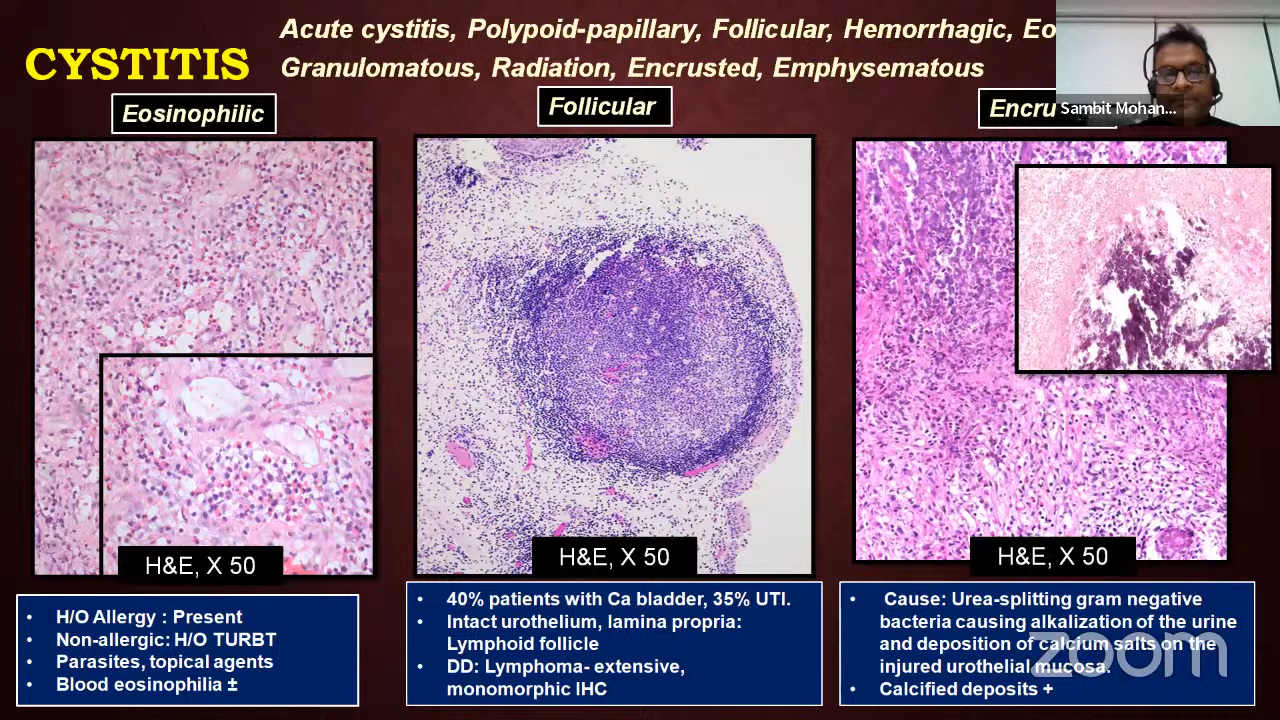 Acute cystitis, Polypoid-papillary, Follicular, Hemorrhagic,
CYSTITIS
Granulomatous, Radiation, Encrusted, Emphysematous
Sambit Mohan...
Eosinophilic
Follicular
H&E, X 50
H&E, X 50
H&E, X 50
• H/O Allergy : Present
• Non-allergic: H/O TURBT
• Parasites, topical agents
• Blood eosinophilia ±
• 40% patients with Ca bladder, 35% UTI.
• Intact urothelium, lamina propria:
Lymphoid follicle
• DD: Lymphoma- extensive,
monomorphic IHC
• Cause: Urea-splitting gram negative
bacteria causing alkalization of the urine
and deposition of calcium salts on the
injured urothelial mucosa.
• Calcified deposits +
zoom